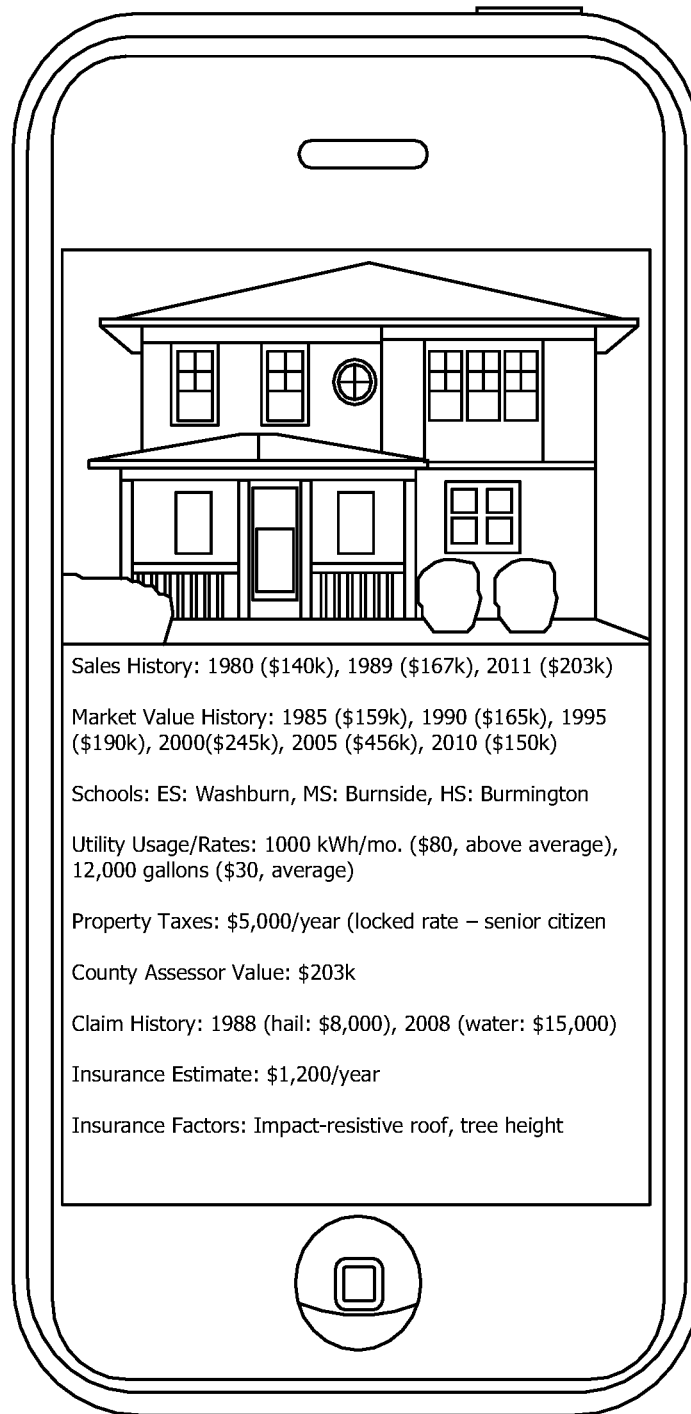 Sales History: 1980 ($140k), 1989 ($167k), 2011 ($203k)
Market Value History: 1985 ($159k), 1990 ($165k), 1995
($190k), 2000($245k), 2005 ($456k), 2010 ($150k)
Schools: ES: Washburn, MS: Burnside, HS: Burmington
Utility Usage/Rates: 1000 kWh/mo. ($80, above average),
12,000 gallons ($30, average)
Property Taxes: $5,000/year (locked rate – senior citizen
County Assessor Value: $203k
Claim History: 1988 (hail: $8,000), 2008 (water: $15,000)
Insurance Estimate: $1,200/year
Insurance Factors: Impact-resistive roof, tree height